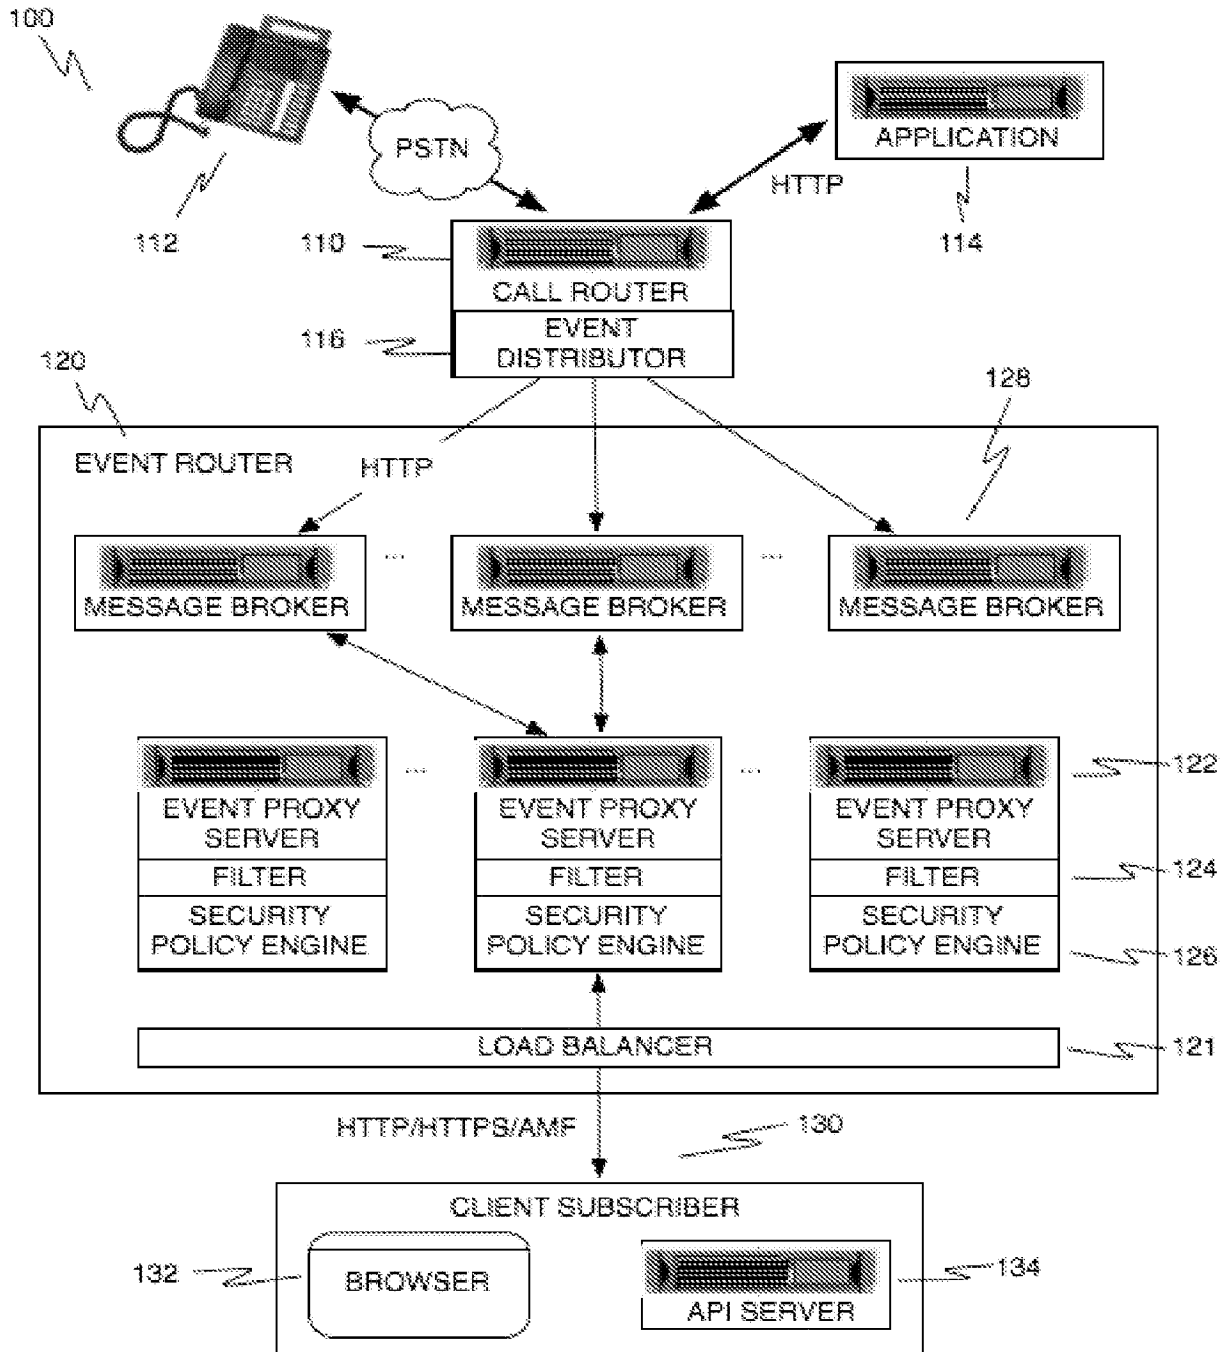 100
PSTN
APPLICATION
HTTP
112
110
114
CALL ROUTER
EVENT
DISTRIBUTOR
116
120
128
EVENT ROUTER
HTTP
...
...
MESSAGE BROKER
MESSAGE BROKER
MESSAGE BROKER
...
...
122
EVENT PROXY
SERVER
EVENT PROXY
SERVER
EVENT PROXY
SERVER
FILTER
FILTER
FILTER
124
SECURITY
POLICY ENGINE
SECURITY
POLICY ENGINE
SECURITY
POLICY ENGINE
126
LOAD BALANCER
121
HTTP/HTTPS/AMF
130
CLIENT SUBSCRIBER
132
BROWSER
134
API SERVER